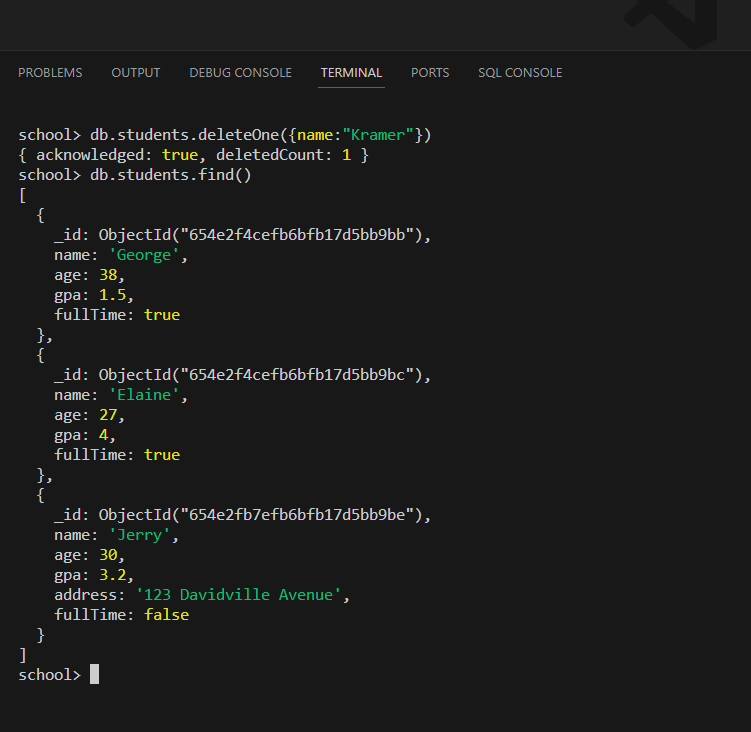 PROBLEMS OUTPUT DEBUG CONSOLE TERMINAL PORTS SQL CONSOLE
school> db.students.deleteOne({name:"Kramer"})
{ acknowledged: true, deletedCount: 1 }
school> db.students.find()
[
  {
    _id: ObjectId("654e2f4cefb6bfb17d5bb9bb"),
    name: 'George',
    age: 38,
    gpa: 1.5,
    fullTime: true
  },
  {
    _id: ObjectId("654e2f4cefb6bfb17d5bb9bc"),
    name: 'Elaine',
    age: 27,
    gpa: 4,
    fullTime: true
  },
  {
    _id: ObjectId("654e2fb7efb6bfb17d5bb9be"),
    name: 'Jerry',
    age: 30,
    gpa: 3.2,
    address: '123 Davidville Avenue',
    fullTime: false
  }
]
school>